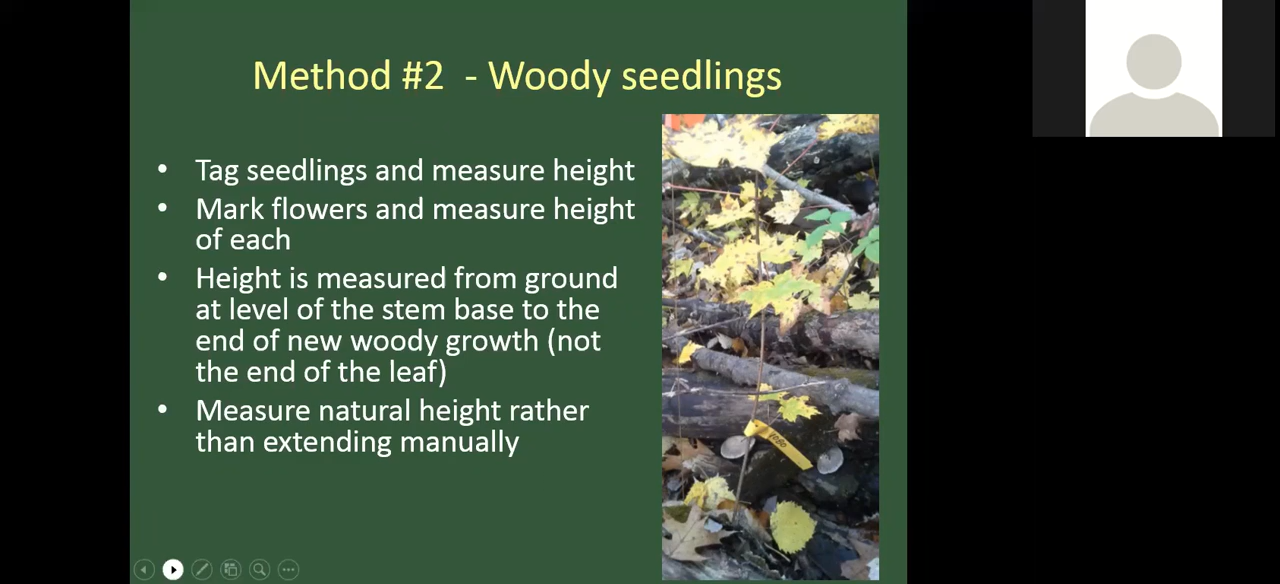 Method #2 - Woody seedlings
• Tag seedlings and measure height
• Mark flowers and measure height
of each
• Height is measured from ground
at level of the stem base to the
end of new woody growth (not
the end of the leaf)
• Measure natural height rather
than extending manually